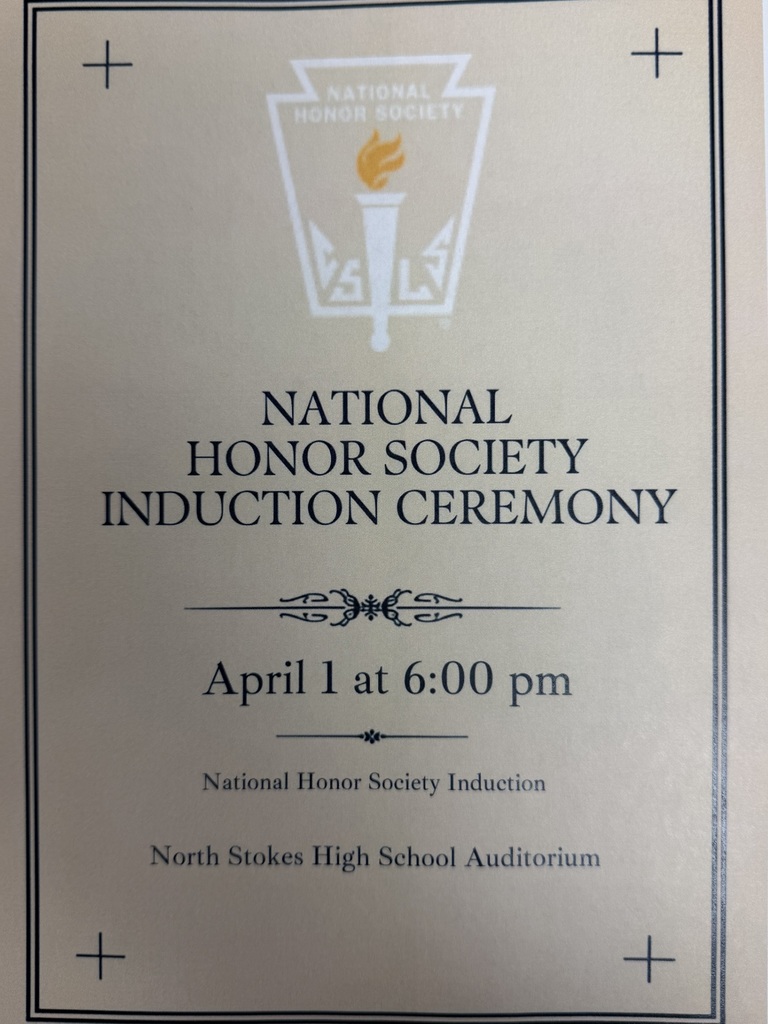 NATIONAL
HONOR SOCIETY
C S L S
NATIONAL
HONOR SOCIETY
INDUCTION CEREMONY
April 1 at 6:00 pm
National Honor Society Induction
North Stokes High School Auditorium